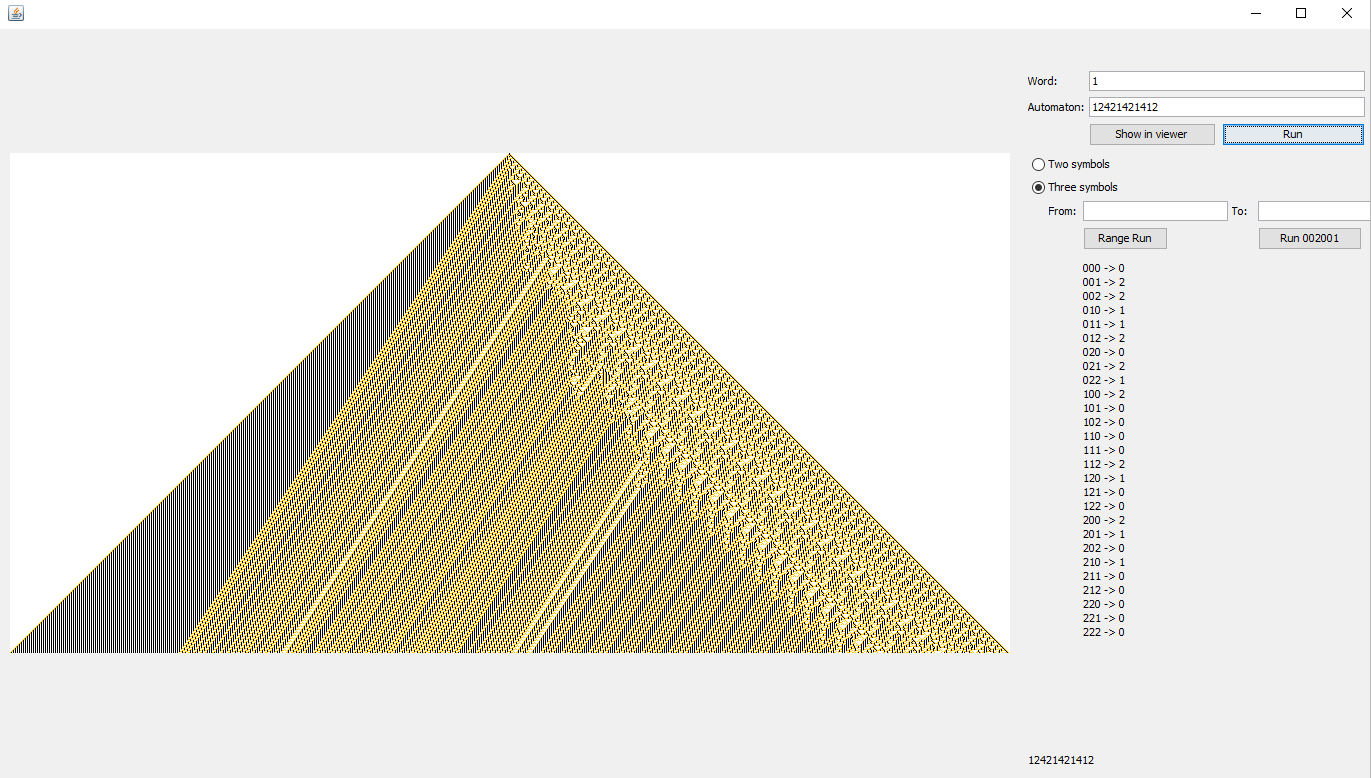 Word: 1
Automaton: 12421421412
Show in viewer Run
Two symbols
Three symbols
From: To:
Range Run Run 002001
000 -> 0
001 -> 2
002 -> 2
010 -> 1
011 -> 1
012 -> 2
020 -> 0
021 -> 2
022 -> 1
100 -> 2
101 -> 0
102 -> 0
110 -> 0
111 -> 0
112 -> 2
120 -> 1
121 -> 0
122 -> 0
200 -> 2
201 -> 1
202 -> 0
210 -> 1
211 -> 0
212 -> 0
220 -> 0
221 -> 0
222 -> 0
12421421412